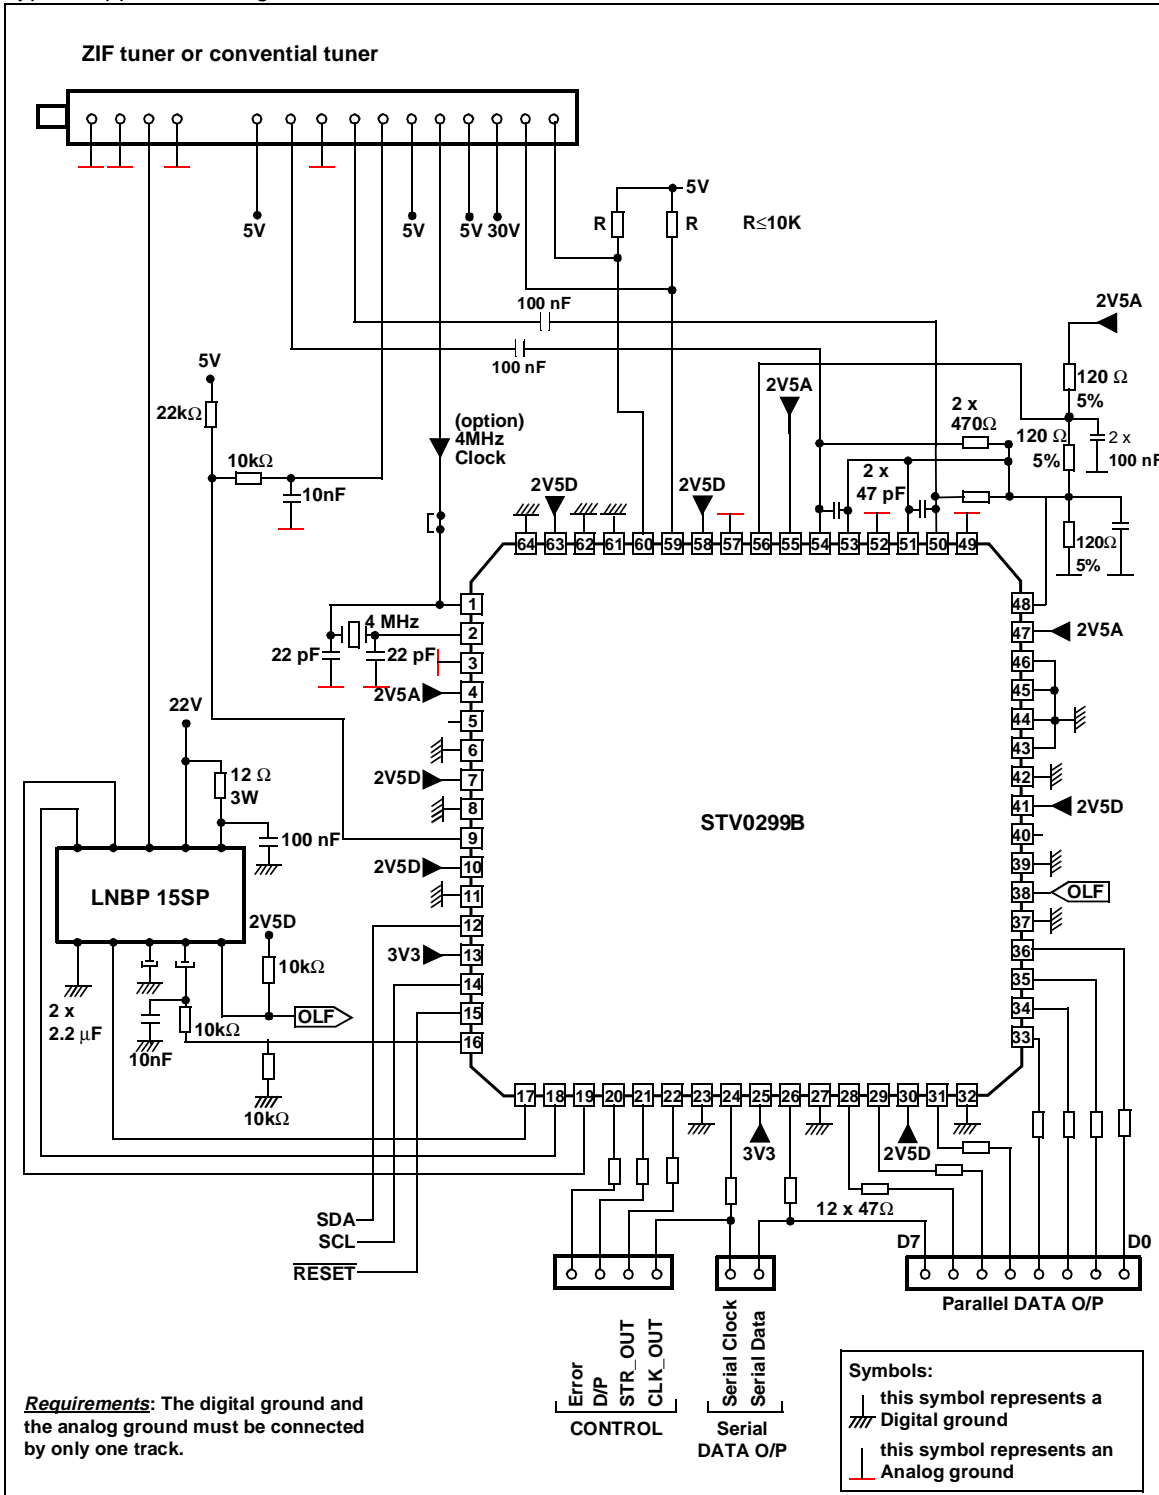 ZIF tuner or convential tuner
5V
5V
5V 30V
R
R
5V
R≤10K
100 nF
100 nF
2V5A
120 Ω
5%
5V
22kΩ
10kΩ
10nF
(option)
4MHz
Clock
2V5A
2 x
470Ω
120 Ω
5%
2 x
100 nF
2V5D
2V5D
2 x
47 pF
120Ω
5%
64 63 62 61 60 59 58 57 56 55 54 53 52 51 50 49
1
2
3
4
5
6
7
8
9
10
11
12
13
14
15
16
4 MHz
22 pF
22 pF
2V5A
2V5D
2V5D
3V3
STV0299B
48
47
46
45
44
43
42
41
40
39
38
37
36
35
34
33
2V5A
2V5D
OLF
22V
12 Ω
3W
100 nF
LNBP 15SP
2V5D
10kΩ
OLF
2 x
2.2 µF
10nF
10kΩ
10kΩ
17 18 19 20 21 22 23 24 25 26 27 28 29 30 31 32
3V3
2V5D
12 x 47Ω
SDA
SCL
RESET
D7
D0
Parallel DATA O/P
Error
D/P
STR_OUT
CLK_OUT
CONTROL
Serial Clock
Serial Data
Serial
DATA O/P
Requirements: The digital ground and
the analog ground must be connected
by only one track.
Symbols:
this symbol represents a
Digital ground
this symbol represents an
Analog ground